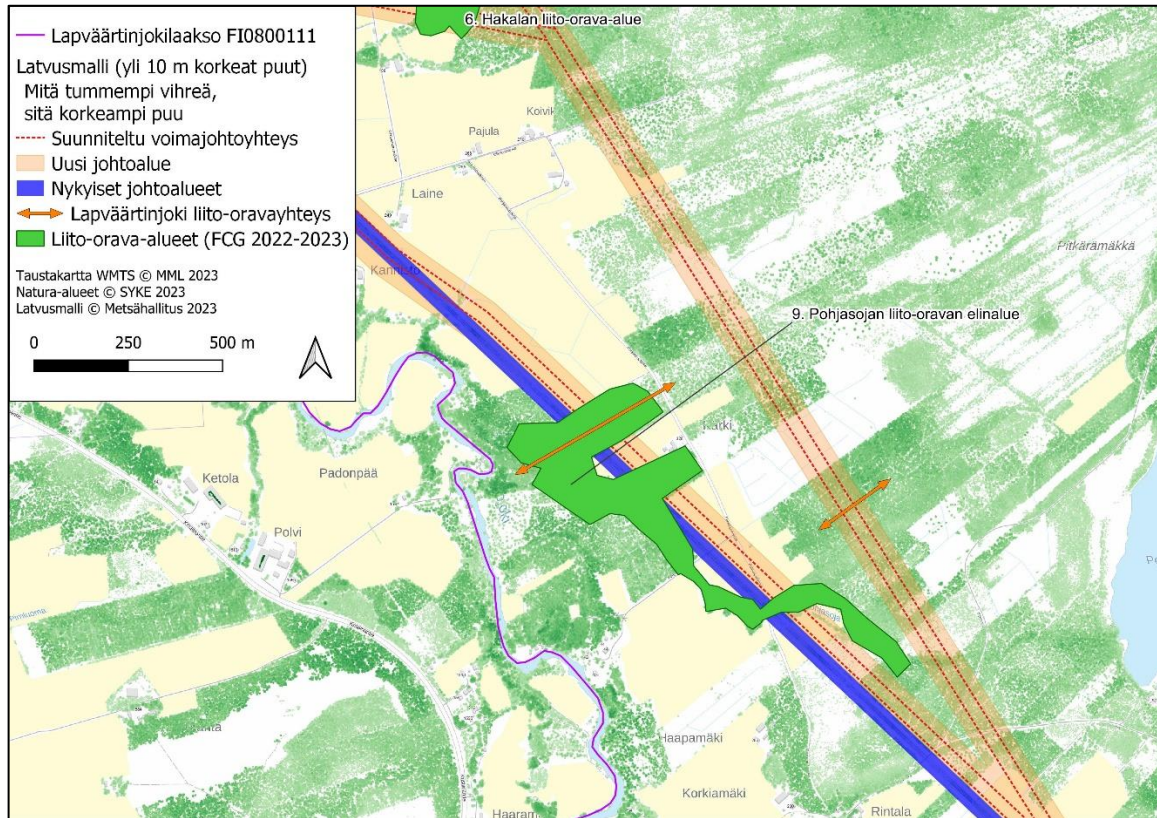 Lapväärtinjokilaakso FI0800111
Latvusmalli (yli 10 m korkeat puut)
Mitä tummempi vihreä,
sitä korkeampi puu
Suunniteltu voimajohtoyhteys
Uusi johtoalue
Nykyiset johtoalueet
Lapväärtinjoki liito-oravayhteys
Liito-orava-alueet (FCG 2022-2023)
Taustakartta WMTS © MML 2023
Natura-alueet © SYKE 2023
Latvusmalli © Metsähallitus 2023
0 250 500 m
6. Hakalan liito-orava-alue
Koivik
Pajula
Laine
Pitkärämäkkä
9. Pohjasojan liito-oravan elinalue
Ketola
Padonpää
Polvi
Haapamäki
Korkiamäki
Haaram
Rintala